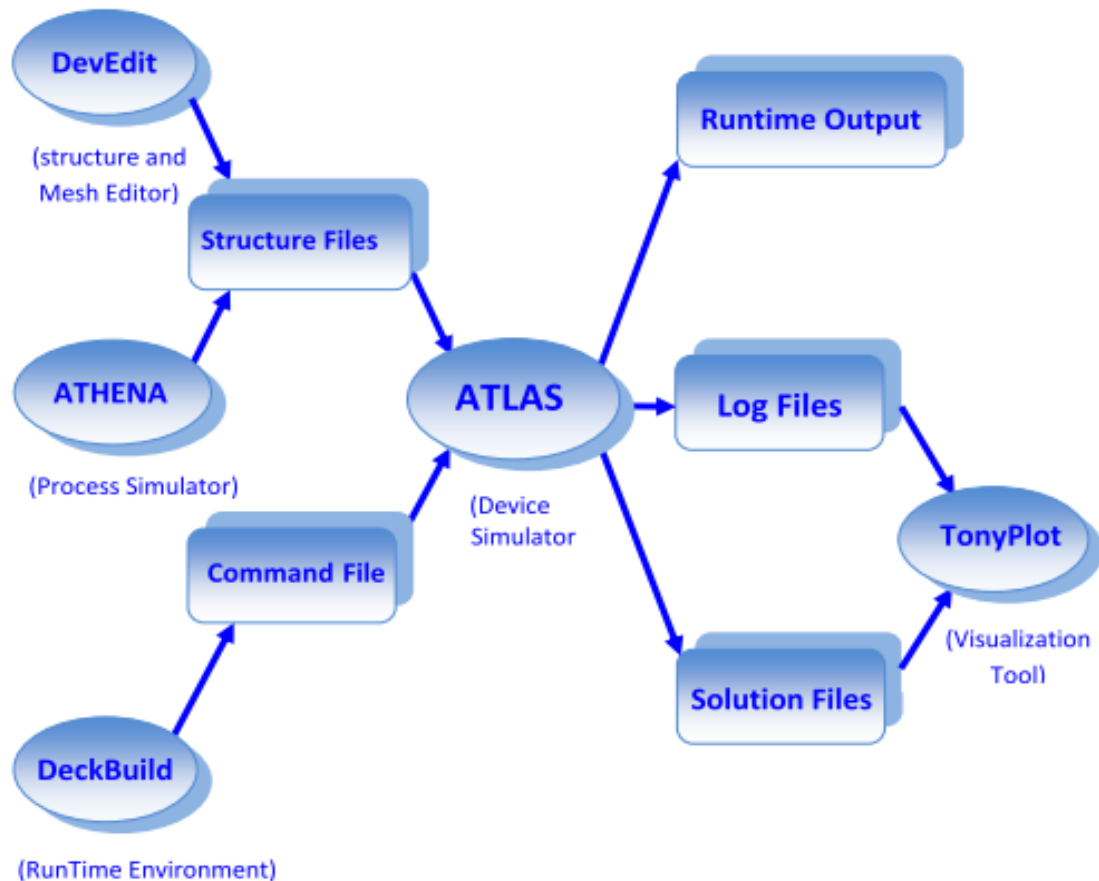 DevEdit
(structure and
Mesh Editor)
Structure Files
ATHENA
(Process Simulator)
Command File
DeckBuild
(RunTime Environment)
ATLAS
(Device
Simulator
Runtime Output
Log Files
Solution Files
TonyPlot
(Visualization
Tool)